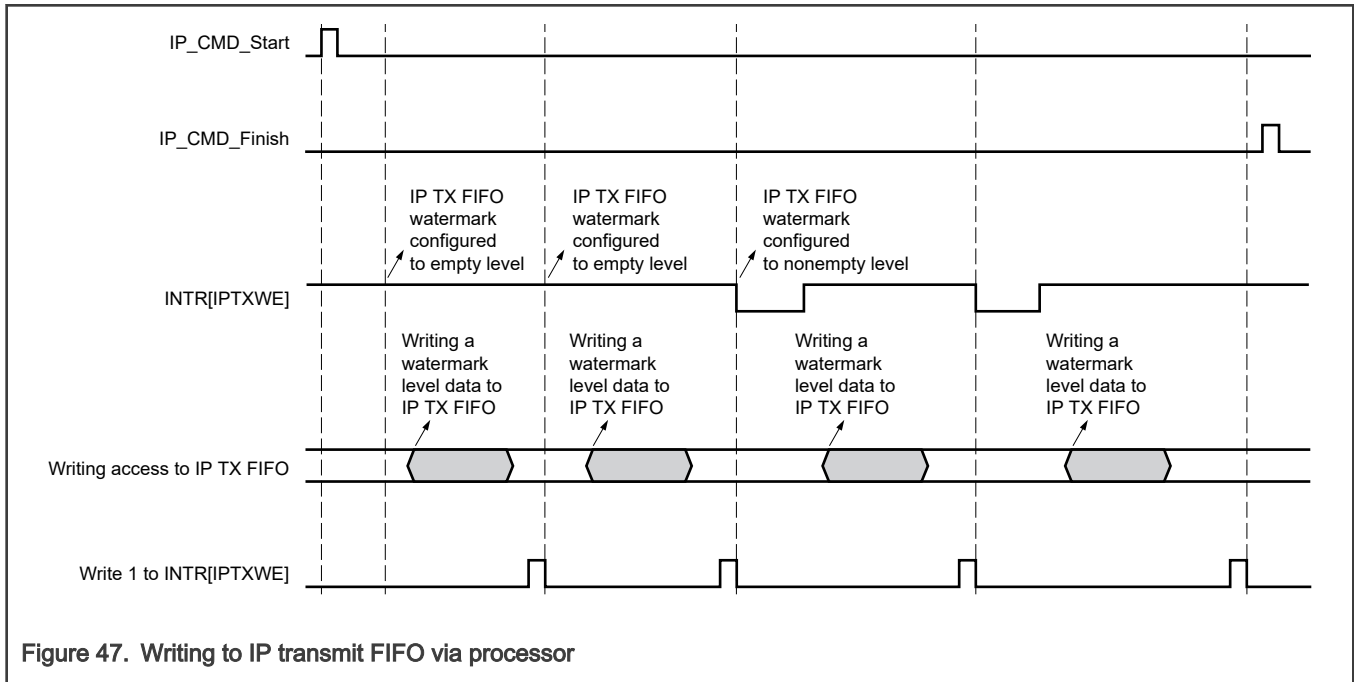 IP_CMD_Start
IP_CMD_Finish
IP TX FIFO
watermark
configured
to empty level
IP TX FIFO
watermark
configured
to empty level
IP TX FIFO
watermark
configured
to nonempty level
INTR[IPTXWE]
Writing a
watermark
level data to
IP TX FIFO
Writing a
watermark
level data to
IP TX FIFO
Writing a
watermark
level data to
IP TX FIFO
Writing a
watermark
level data to
IP TX FIFO
Writing access to IP TX FIFO
Write 1 to INTR[IPTXWE]
Figure 47. Writing to IP transmit FIFO via processor